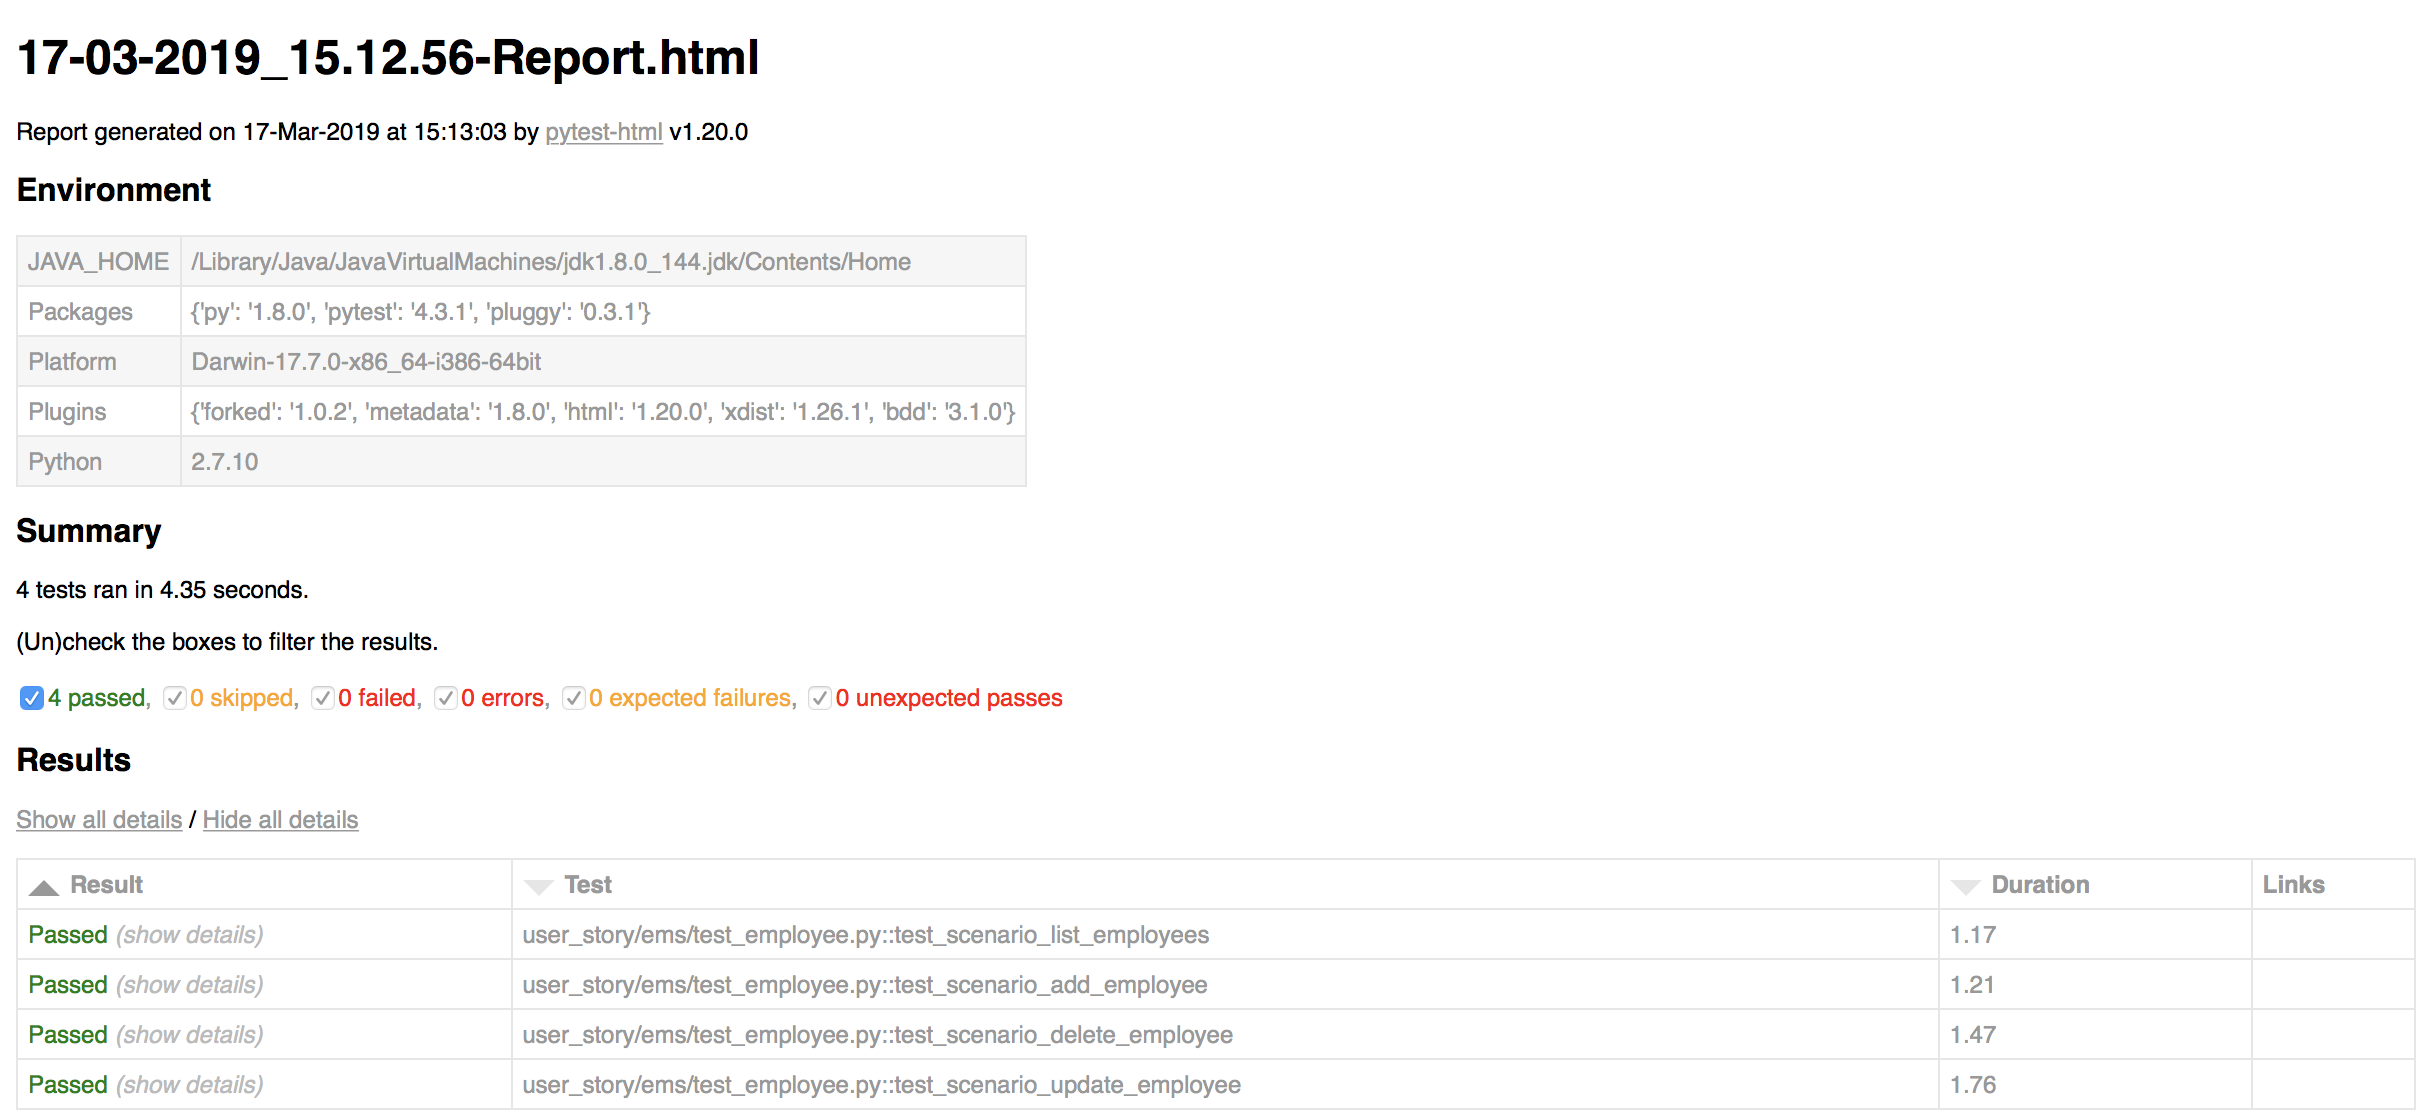 17-03-2019_15.12.56-Report.html
Report generated on 17-Mar-2019 at 15:13:03 by pytest-html v1.20.0
Environment
JAVA_HOME /Library/Java/JavaVirtualMachines/jdk1.8.0_144.jdk/Contents/Home
Packages {'py': '1.8.0', 'pytest': '4.3.1', 'pluggy': '0.3.1'}
Platform Darwin-17.7.0-x86_64-i386-64bit
Plugins {'forked': '1.0.2', 'metadata': '1.8.0', 'html': '1.20.0', 'xdist': '1.26.1', 'bdd': '3.1.0'}
Python 2.7.10
Summary
4 tests ran in 4.35 seconds.
(Un)check the boxes to filter the results.
4 passed, 0 skipped, 0 failed, 0 errors, 0 expected failures, 0 unexpected passes
Results
Show all details / Hide all details
Result Test Duration Links
Passed (show details) user_story/ems/test_employee.py::test_scenario_list_employees 1.17
Passed (show details) user_story/ems/test_employee.py::test_scenario_add_employee 1.21
Passed (show details) user_story/ems/test_employee.py::test_scenario_delete_employee 1.47
Passed (show details) user_story/ems/test_employee.py::test_scenario_update_employee 1.76